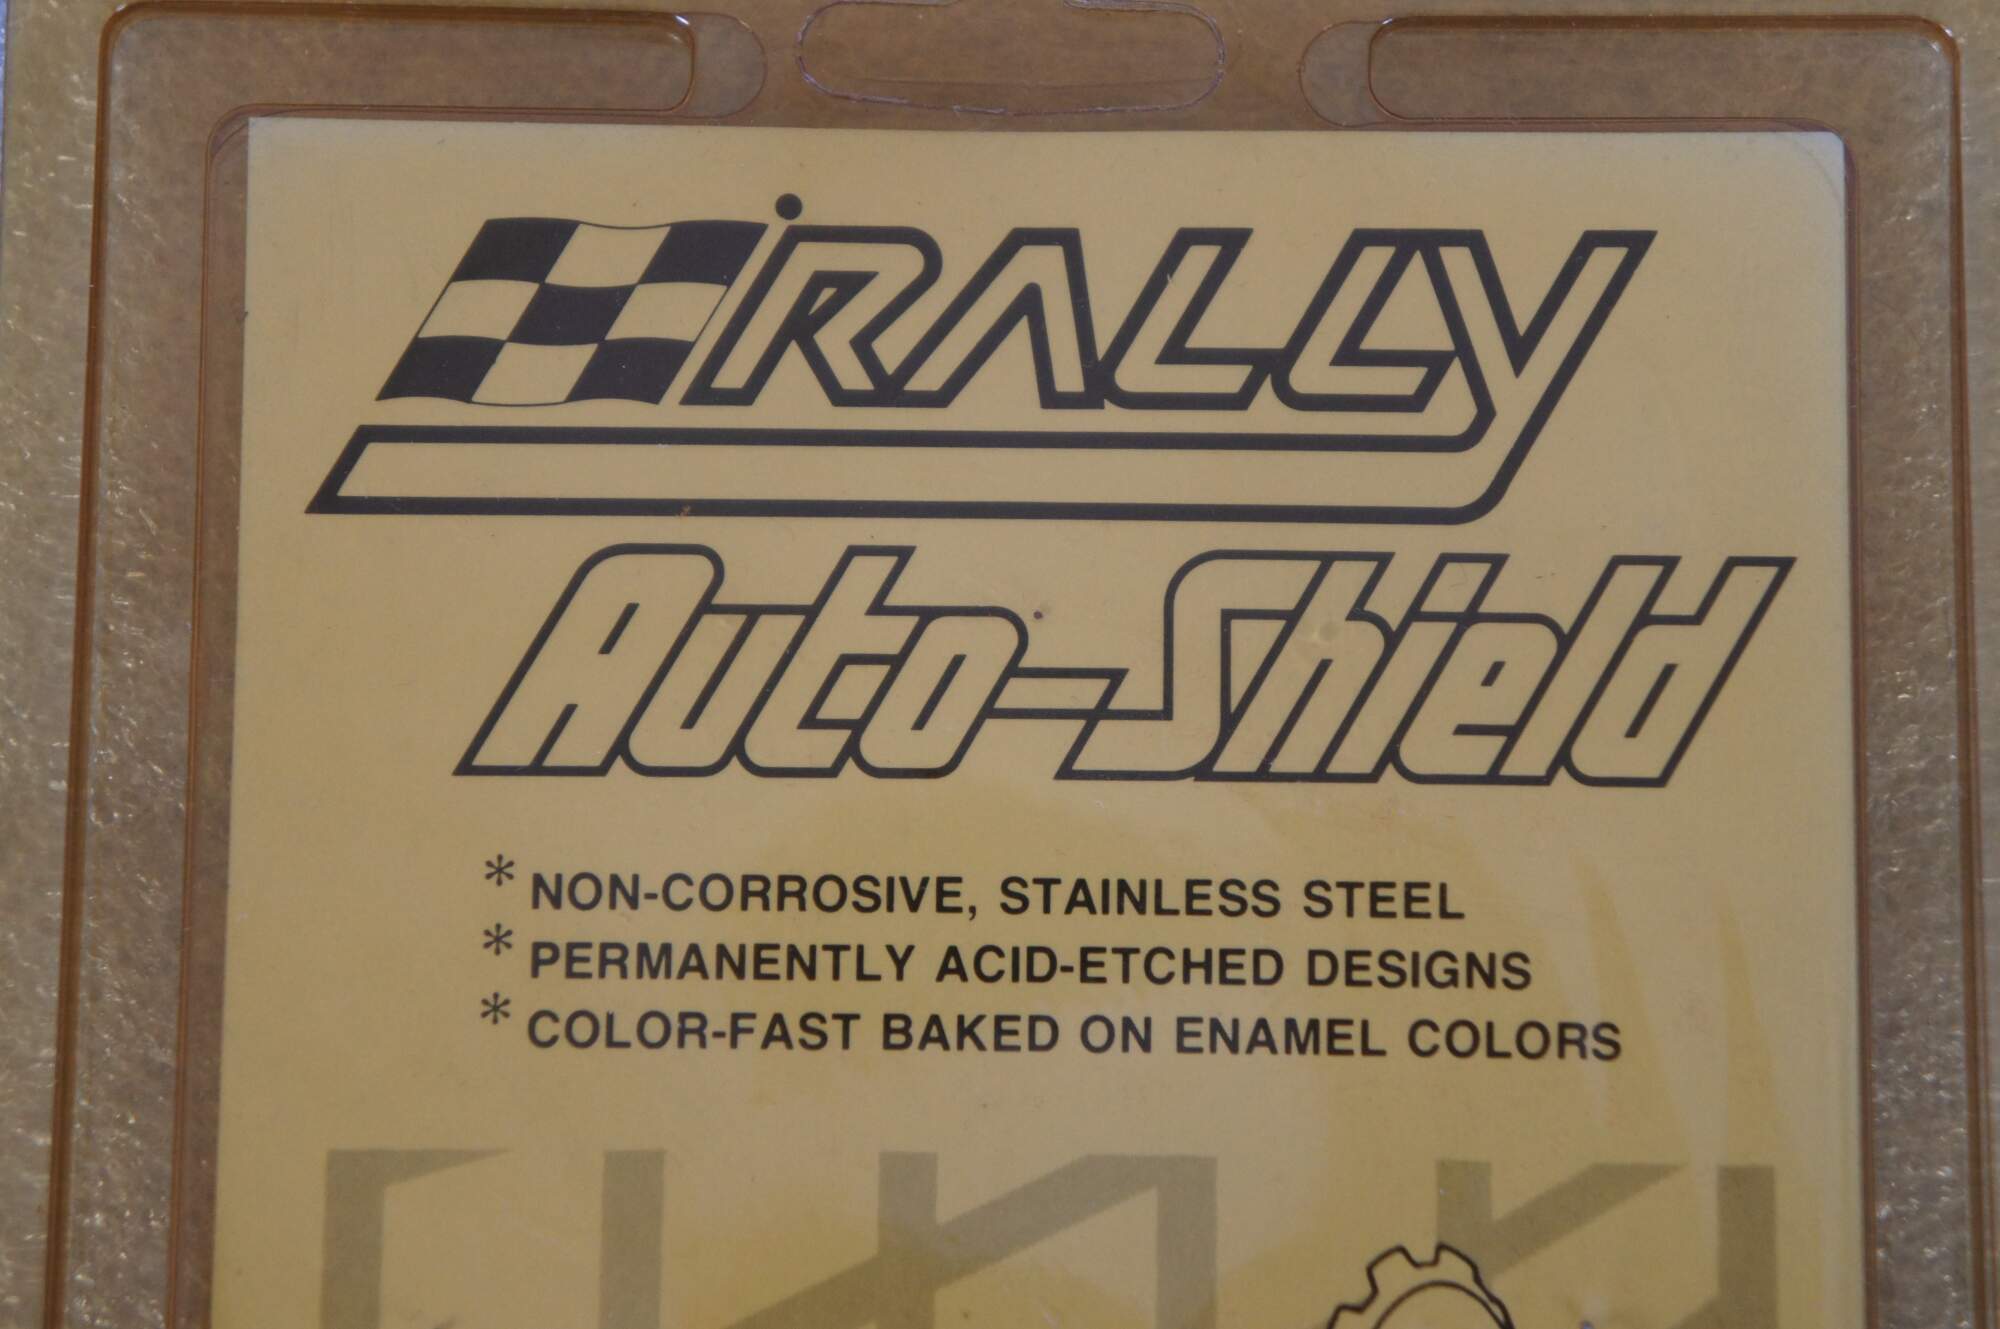 RALLY
Auto-Shield
* NON-CORROSIVE, STAINLESS STEEL
* PERMANENTLY ACID-ETCHED DESIGNS
* COLOR-FAST BAKED ON ENAMEL COLORS